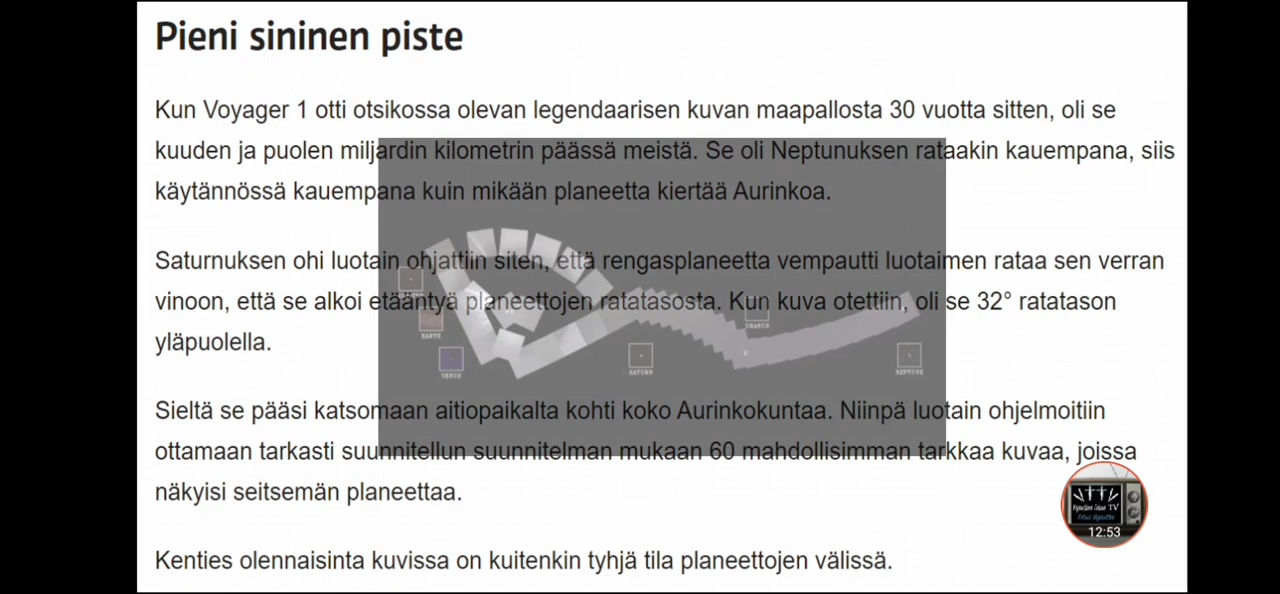 Pieni sininen piste
Kun Voyager 1 otti otsikossa olevan legendaarisen kuvan maapallosta 30 vuotta sitten, oli se
kuuden ja puolen miljardin kilometrin päässä meistä. Se oli Neptunuksen rataakin kauempana, siis
käytännössä kauempana kuin mikään planeetta kiertää Aurinkoa.
Saturnuksen ohi luotain ohjattiin siten, että rengasplaneetta vempautti luotaimen rataa sen verran
vinoon, että se alkoi etääntyä planeettojen ratatasosta. Kun kuva otettiin, oli se 32° ratatason
yläpuolella.
EARTH
VENUS
SATURN
URANUS
NEPTUNE
Sieltä se pääsi katsomaan aitiopaikalta kohti koko Aurinkokuntaa. Niinpä luotain ohjelmoitiin
ottamaan tarkasti suunnitellun suunnitelman mukaan 60 mahdollisimman tarkkaa kuvaa, joissa
näkyisi seitsemän planeettaa.
TV
12:53
Kenties olennaisinta kuvissa on kuitenkin tyhjä tila planeettojen välissä.